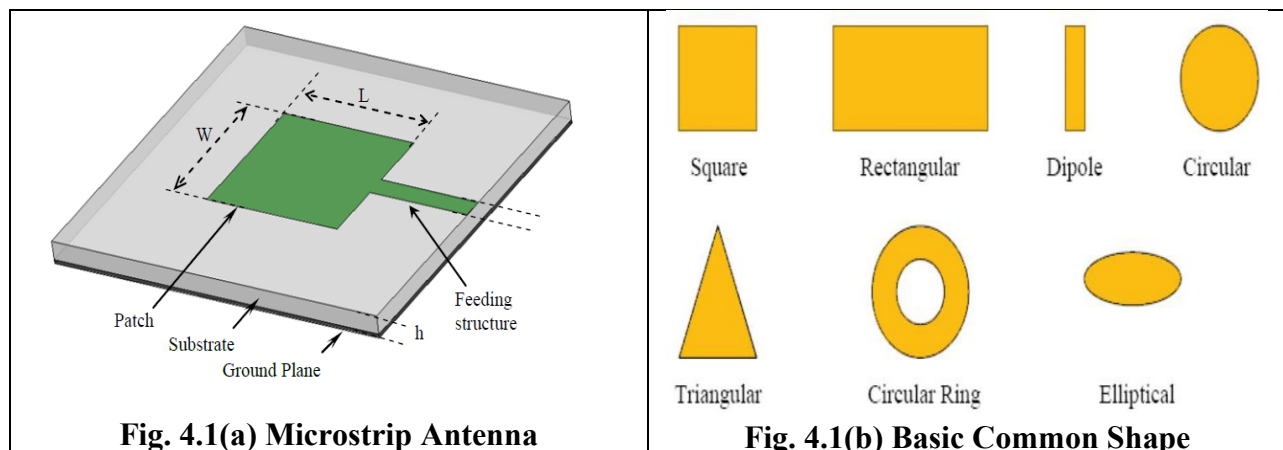 L
W
Patch
Substrate
Ground Plane
Feeding
structure
h
Fig. 4.1(a) Microstrip Antenna
Square
Rectangular
Dipole
Circular
Triangular
Circular Ring
Elliptical
Fig. 4.1(b) Basic Common Shape